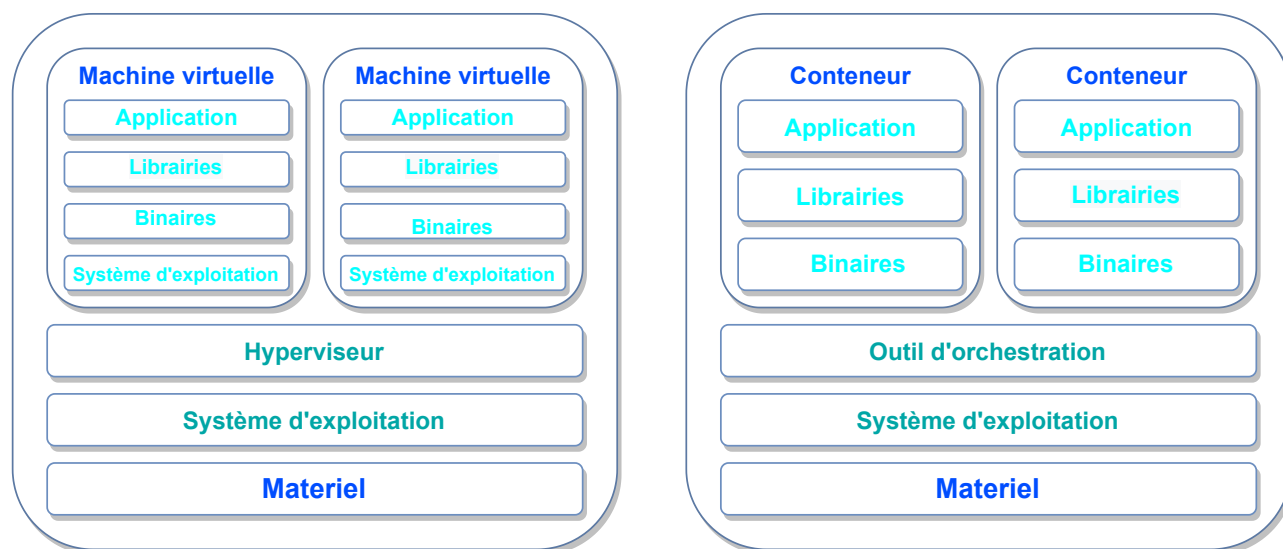 Machine virtuelle
Application
Librairies
Binaires
Système d'exploitation
Machine virtuelle
Application
Librairies
Binaires
Système d'exploitation
Hyperviseur
Système d'exploitation
Materiel
Conteneur
Application
Librairies
Binaires
Conteneur
Application
Librairies
Binaires
Outil d'orchestration
Système d'exploitation
Materiel